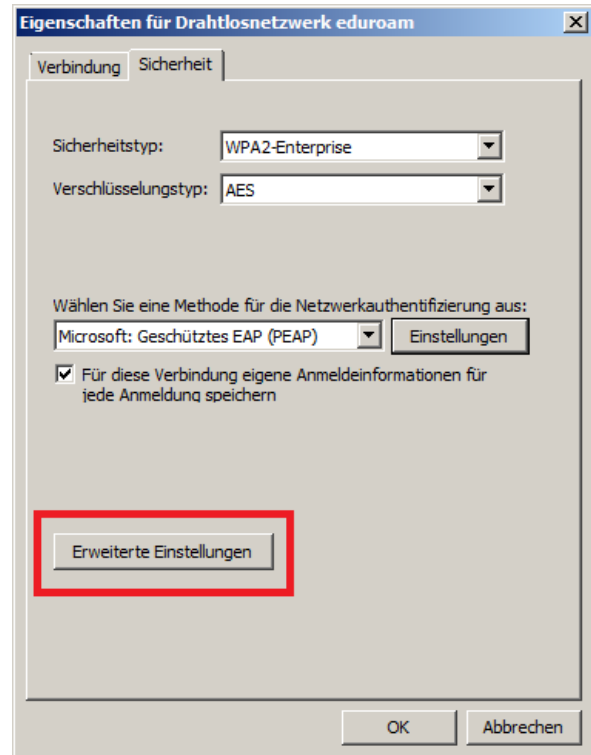 Eigenschaften für Drahtlosnetzwerk eduroam
Verbindung Sicherheit
Sicherheitstyp: WPA2-Enterprise
Verschlüsselungstyp: AES
Wählen Sie eine Methode für die Netzwerkauthentifizierung aus:
Microsoft: Geschütztes EAP (PEAP) Einstellungen
Für diese Verbindung eigene Anmeldeinformationen für
jede Anmeldung speichern
Erweiterte Einstellungen
OK Abbrechen